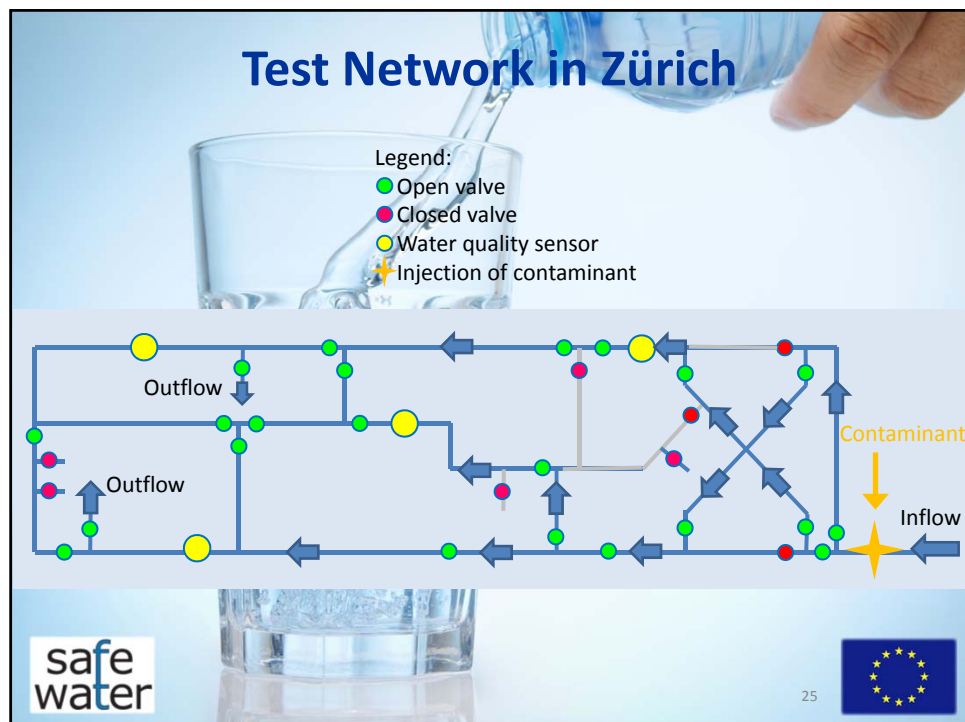 Test Network in Zürich
Legend:
Open valve
Closed valve
Water quality sensor
Injection of contaminant
Outflow
Contaminant
Outflow
Inflow
safe
water
25